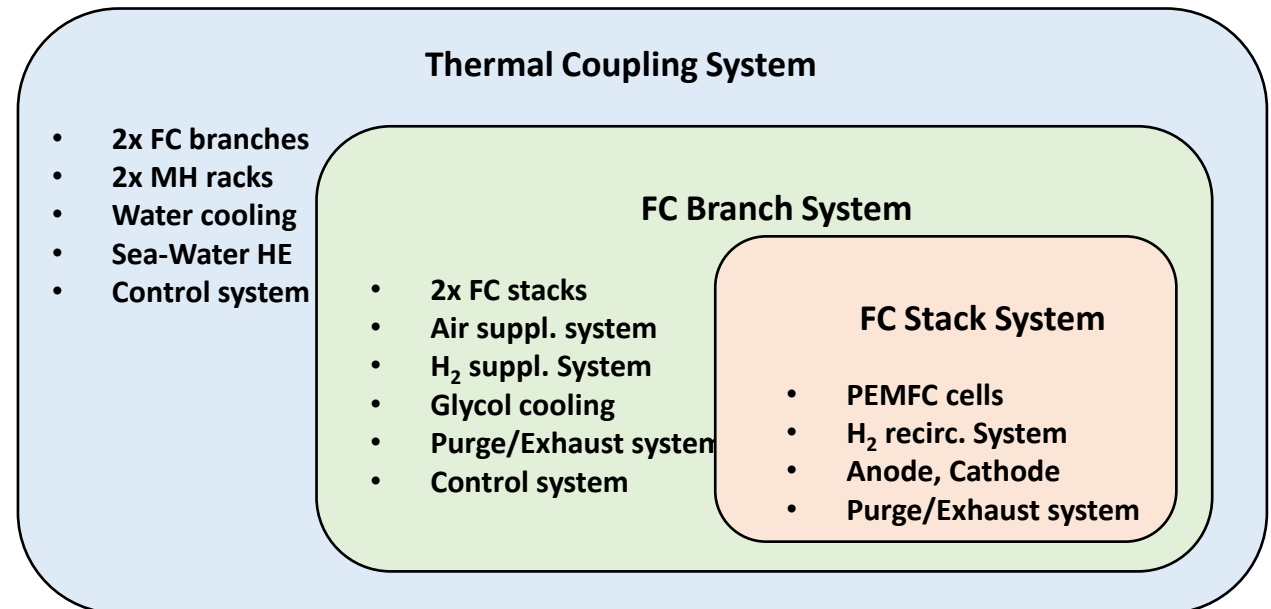 Thermal Coupling System
• 2x FC branches
• 2x MH racks
• Water cooling
• Sea-Water HE
• Control system
FC Branch System
• 2x FC stacks
• Air suppl. system
• H₂ suppl. System
• Glycol cooling
• Purge/Exhaust system
• Control system
FC Stack System
• PEMFC cells
• H₂ recirc. System
• Anode, Cathode
• Purge/Exhaust system